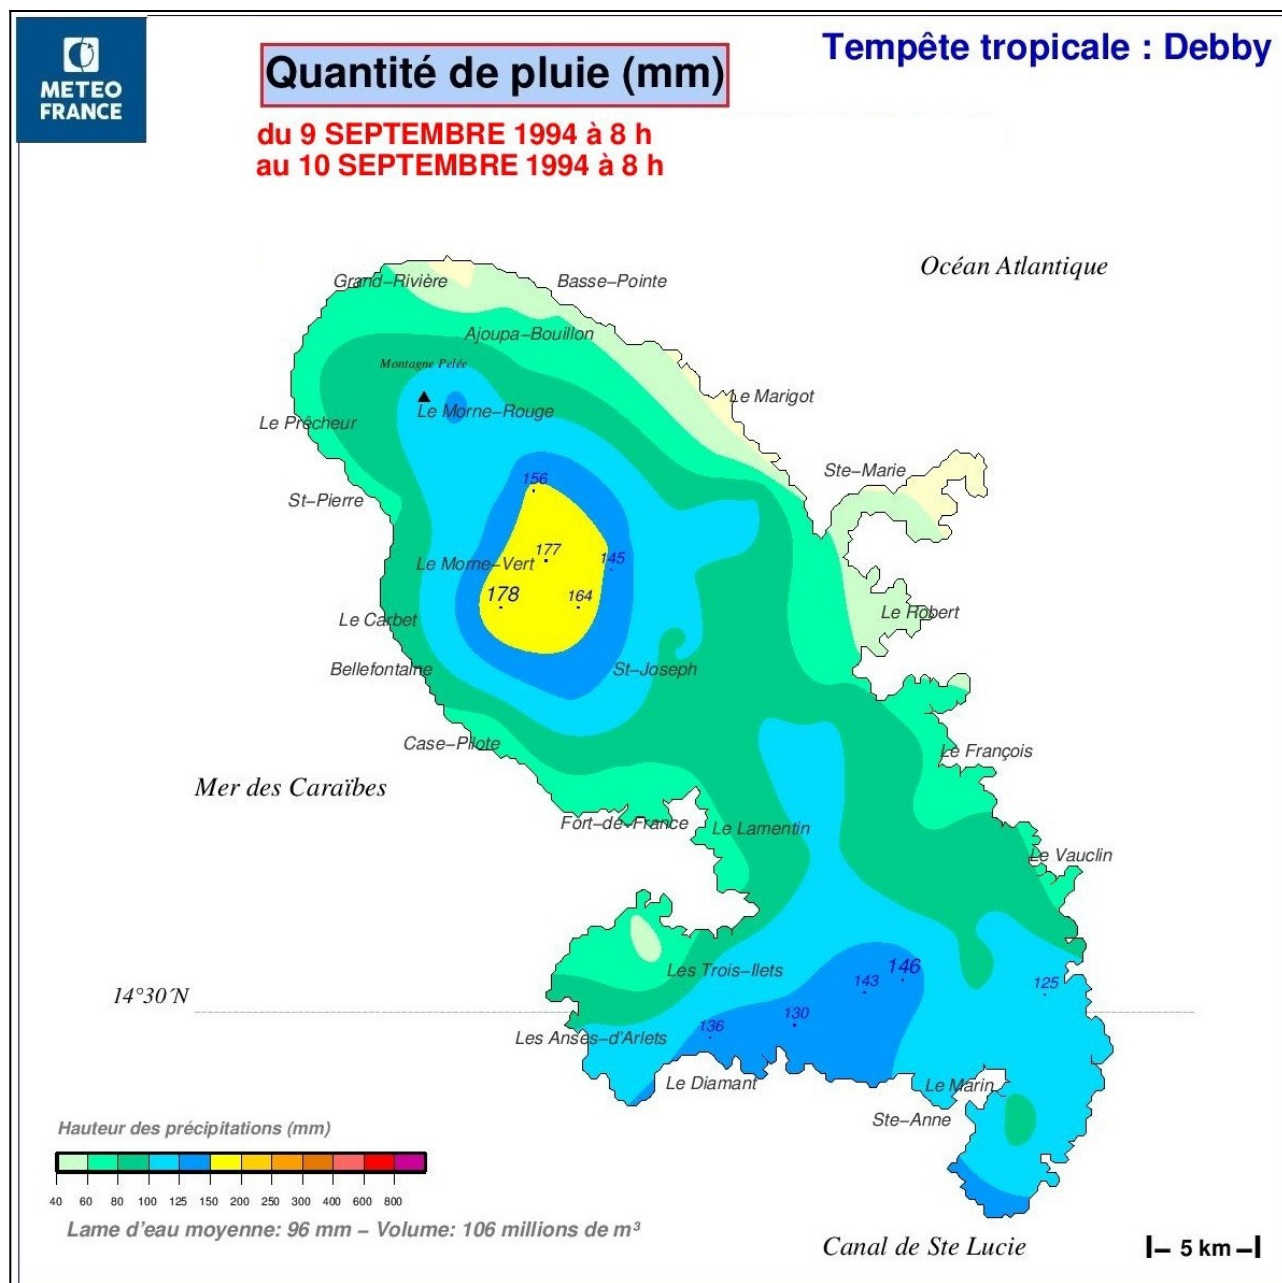 METEO
FRANCE
Quantité de pluie (mm)
Tempête tropicale : Debby
du 9 SEPTEMBRE 1994 à 8 h
au 10 SEPTEMBRE 1994 à 8 h
Océan Atlantique
Grand–Rivière
Basse–Pointe
Ajoupa–Bouillon
Montagne Pelée
Le Marigot
Le Morne–Rouge
Le Prêcheur
Ste–Marie
156
St–Pierre
177
145
Le Morne–Vert
178
164
Le Robert
Le Carbet
Bellefontaine
St–Joseph
Case–Pilote
Le François
Mer des Caraïbes
Fort–de–France
Le Lamentin
Le Vauclin
Les Trois–Ilets
143
146
125
14°30′N
136
130
Les Anses–d'Arlets
Le Diamant
Le Marin
Ste–Anne
Hauteur des précipitations (mm)
40 60 80 100 125 150 200 250 300 400 600 800
Lame d'eau moyenne: 96 mm – Volume: 106 millions de m³
Canal de Ste Lucie
5 km